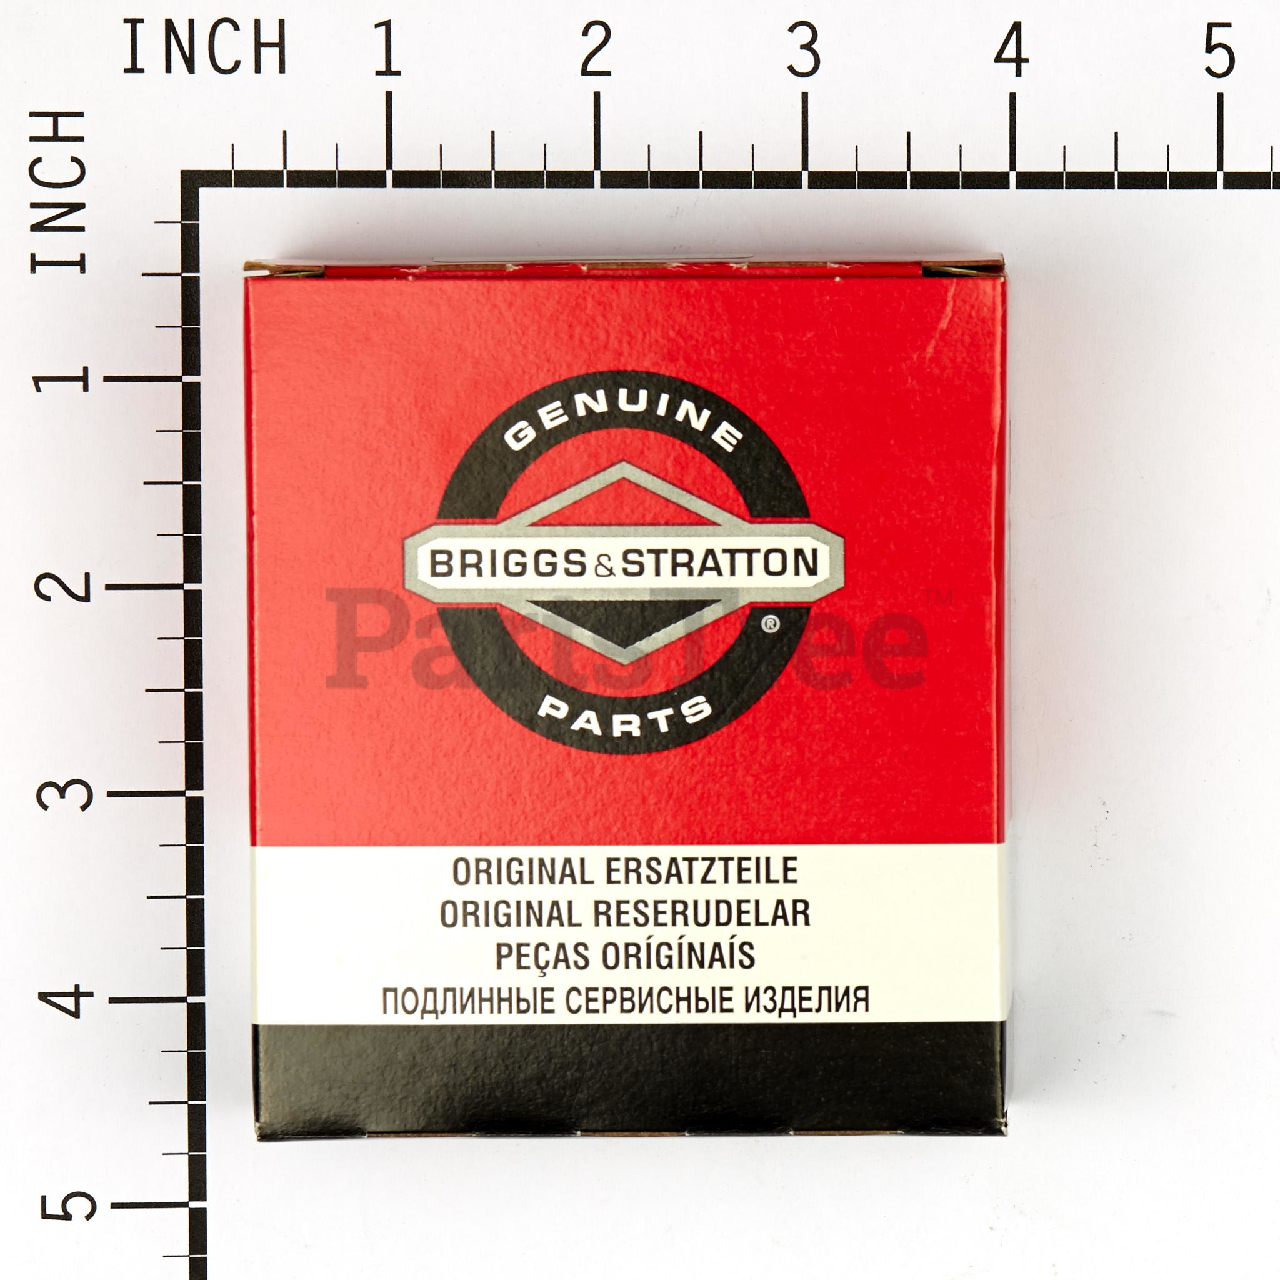 INCH 1 2 3 4 5
INCH
1
2
3
4
5
GENUINE
BRIGGS & STRATTON
®
PARTS
PartsTree™
ORIGINAL ERSATZTEILE
ORIGINAL RESERUDELAR
PEÇAS ORÍGÍNAÍS
ПОДЛИННЫЕ СЕРВИСНЫЕ ИЗДЕЛИЯ